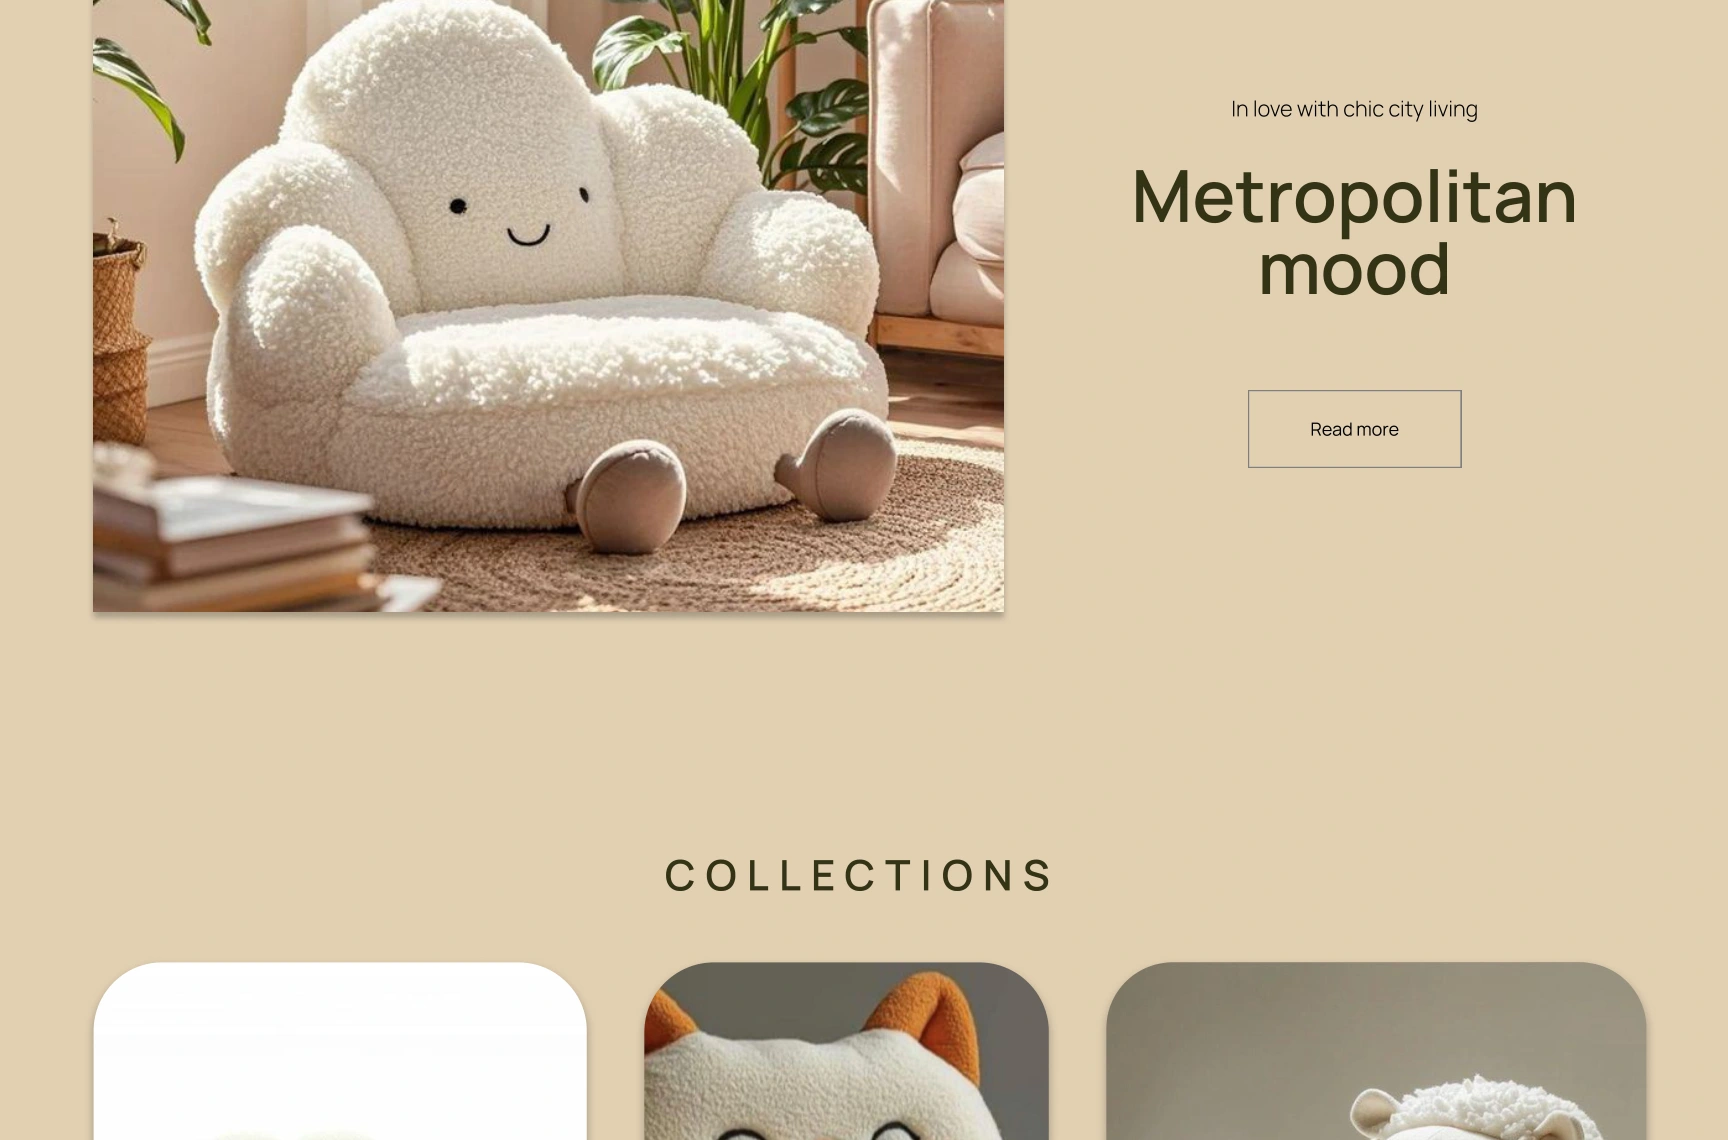 In love with chic city living
Metropolitan
mood
Read more
COLLECTIONS